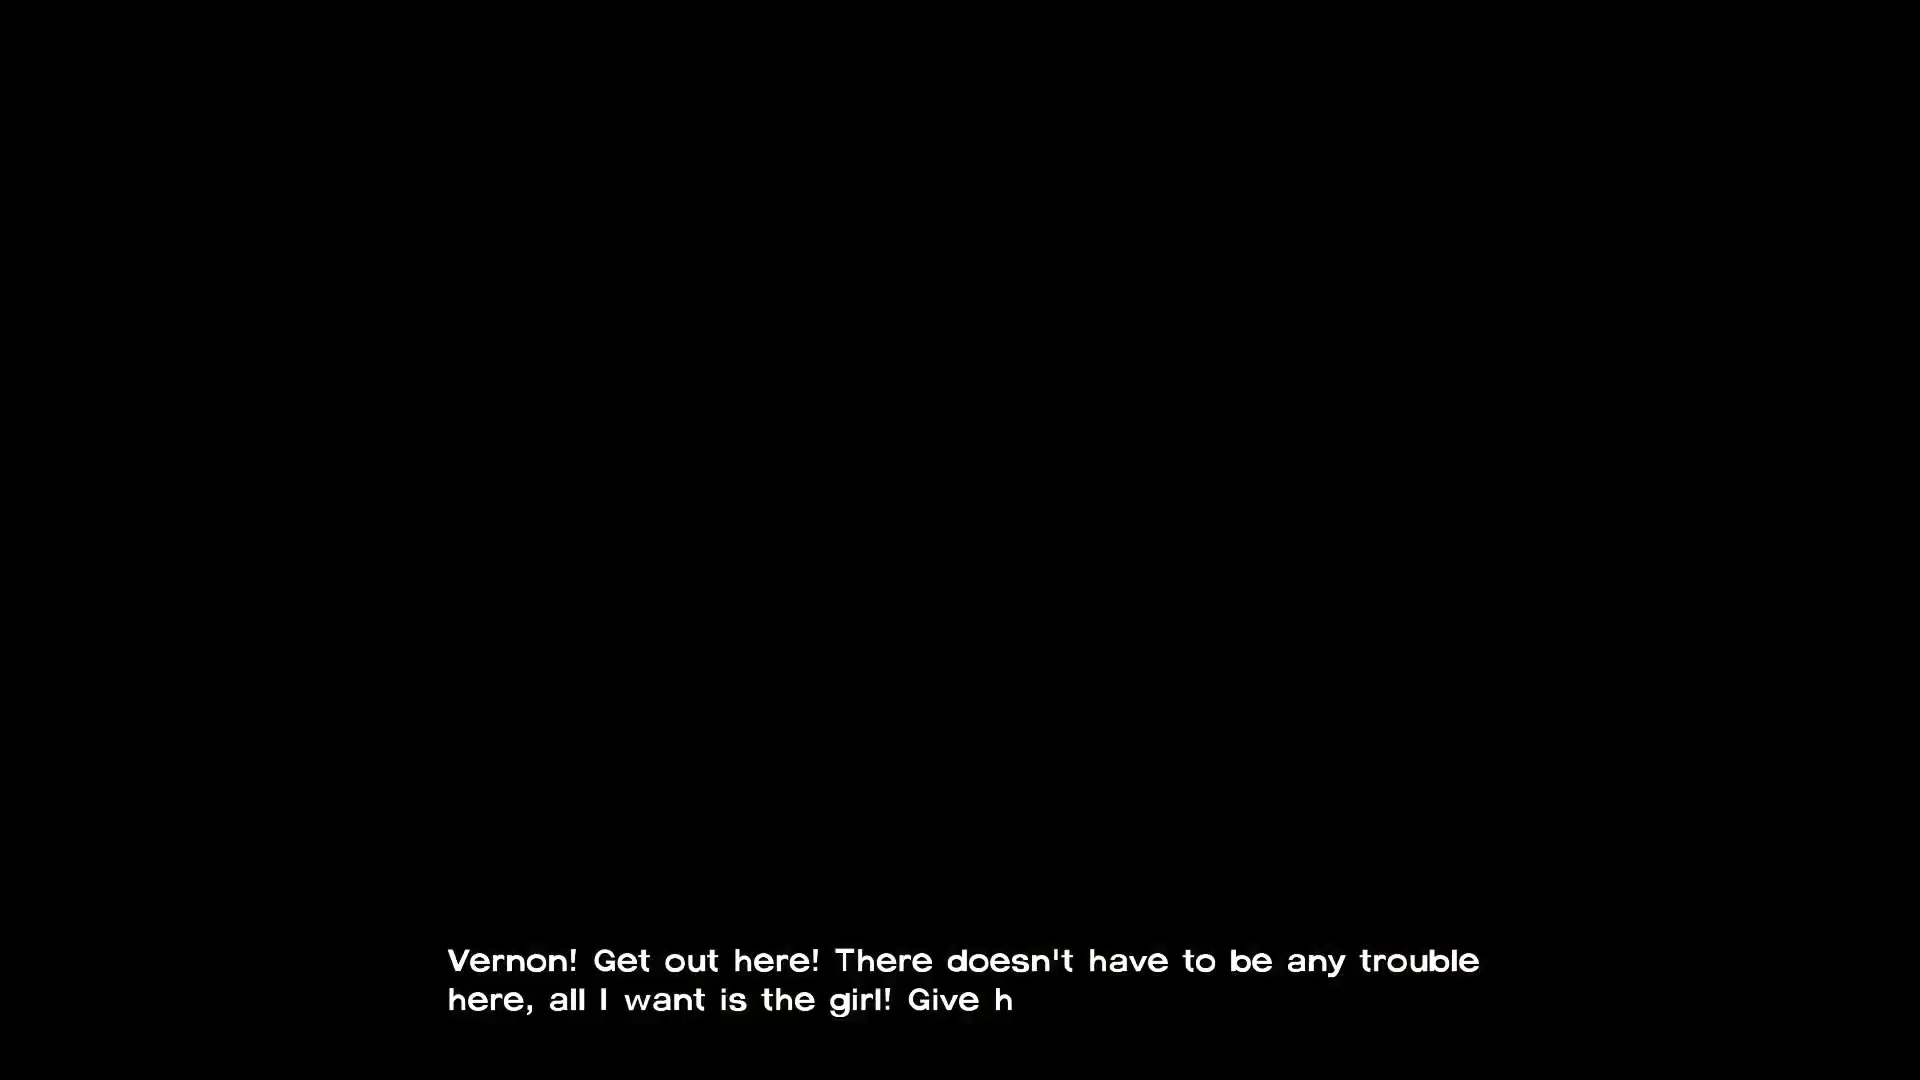 Vernon! Get out here! There doesn't have to be any trouble
here, all I want is the girl! Give h